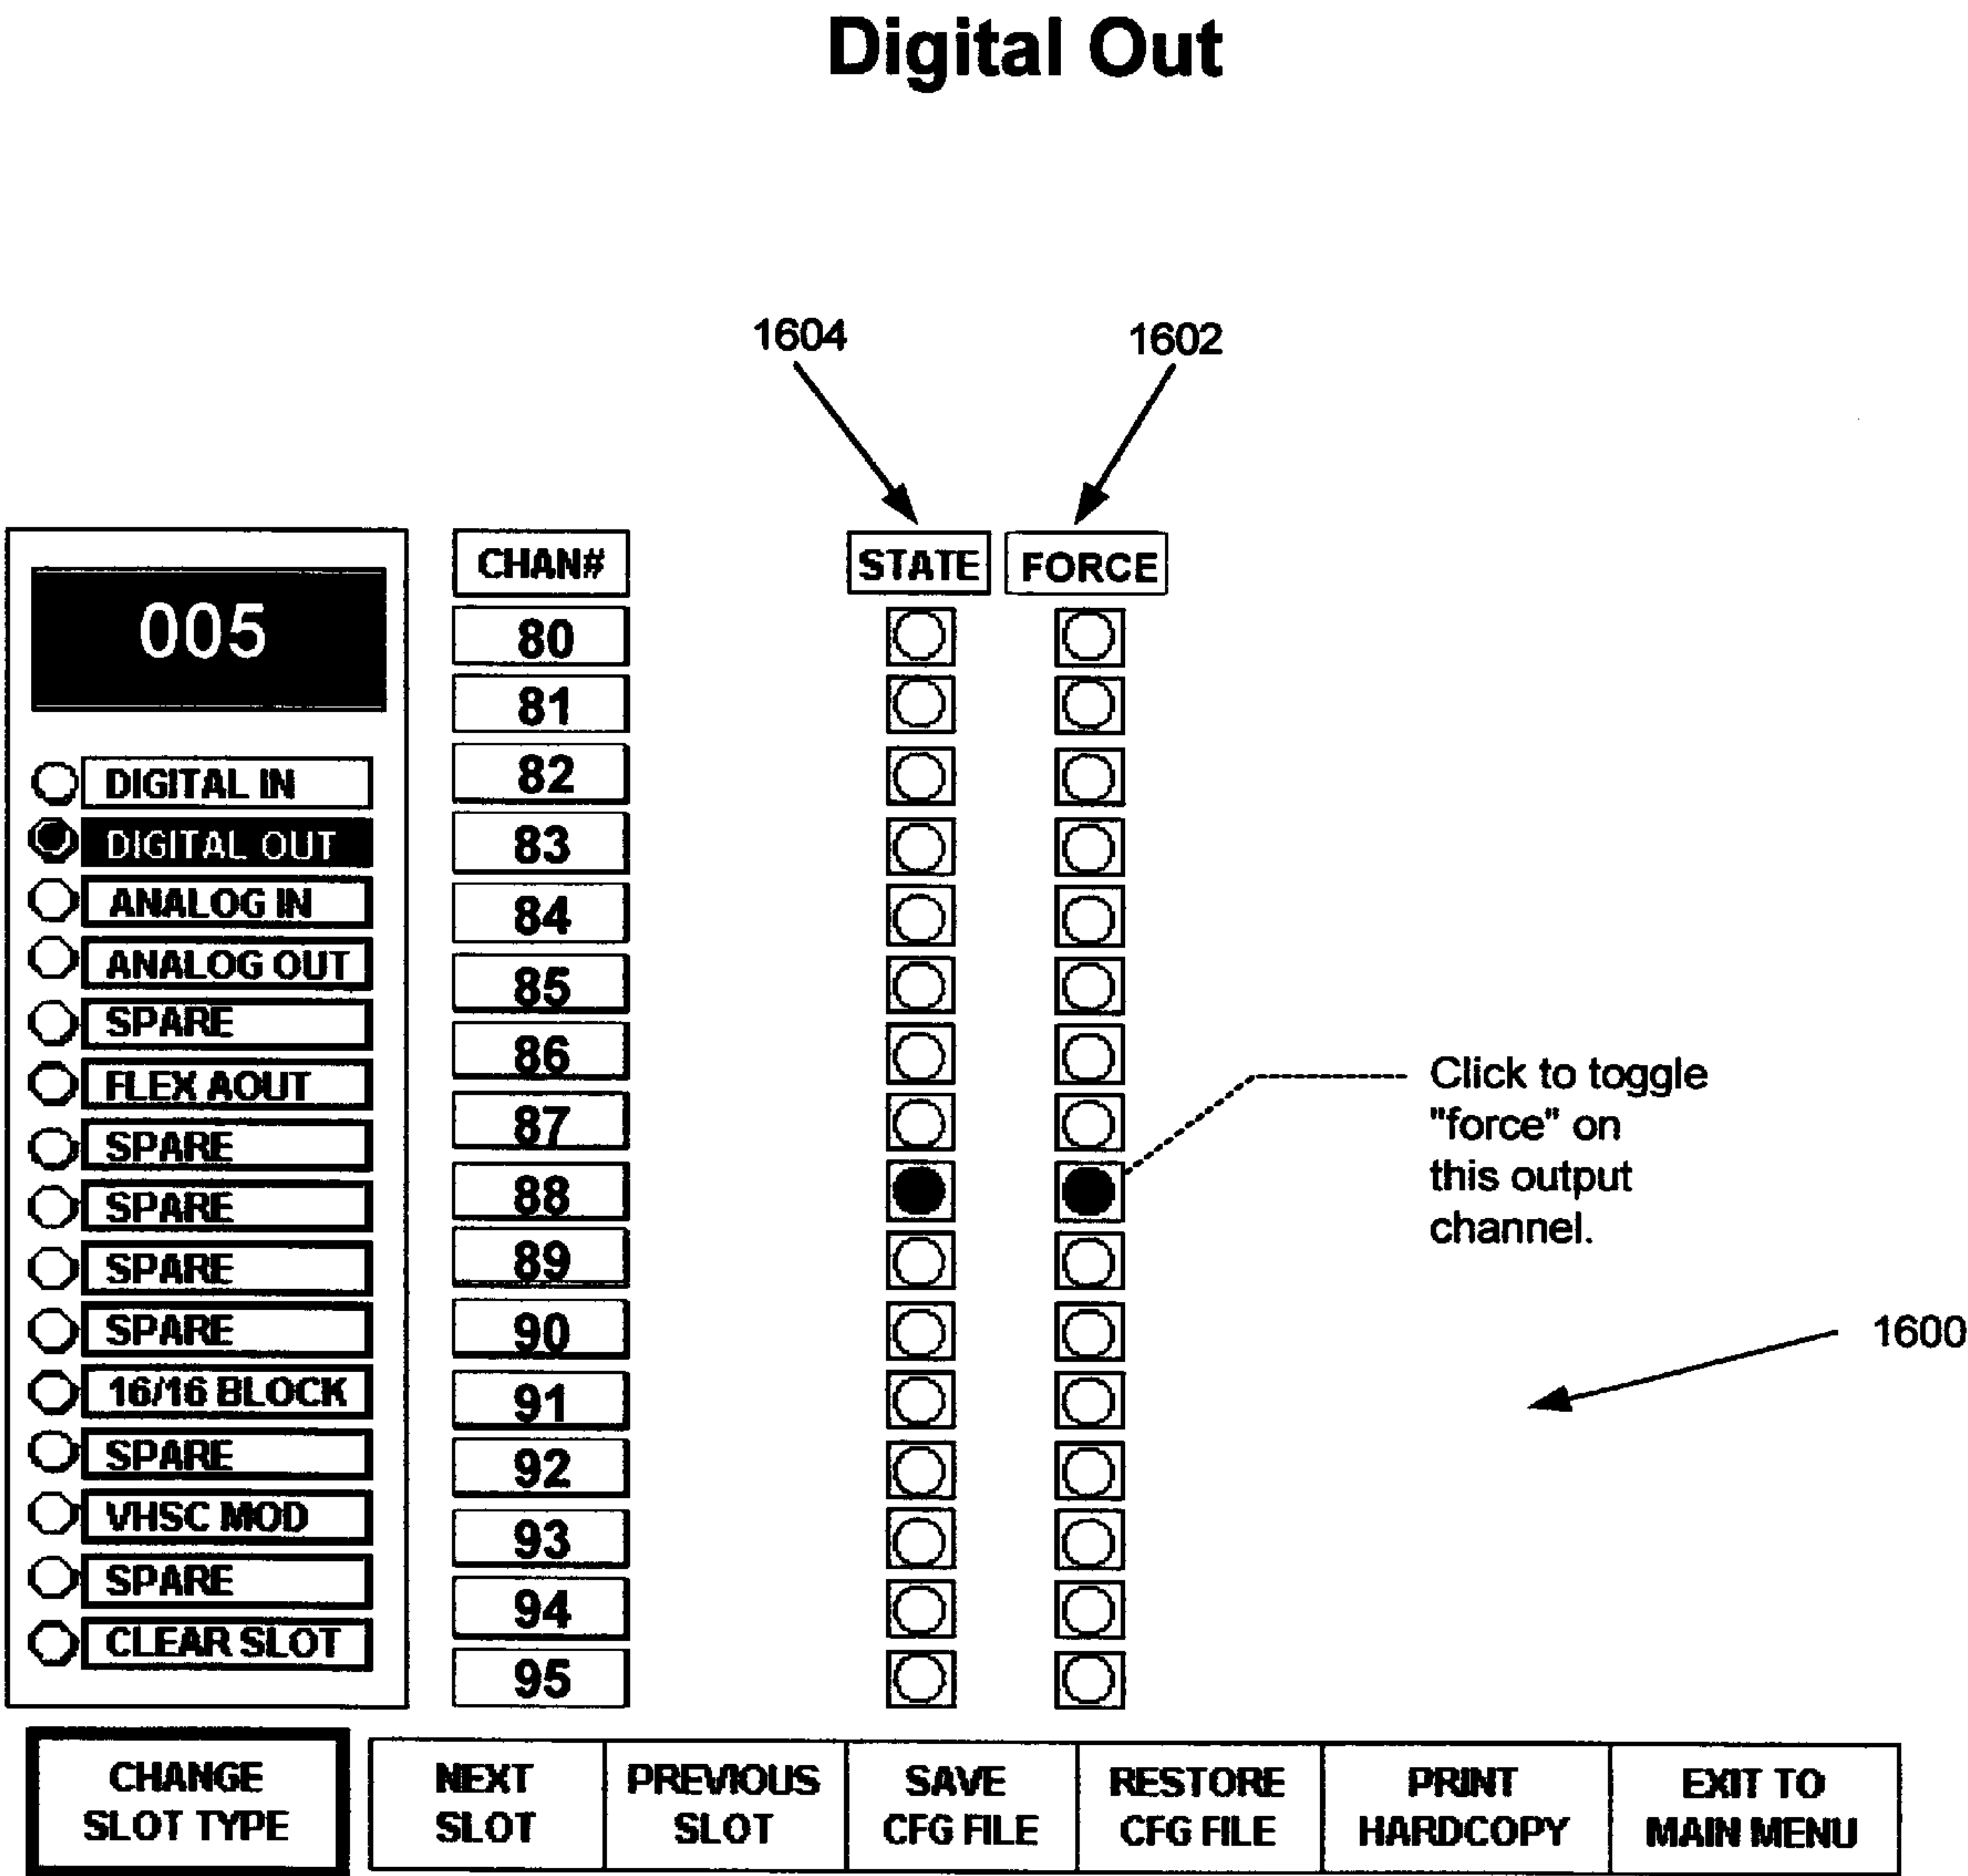 Digital Out
1604
1602
005
DIGITAL IN
DIGITAL OUT
ANALOG IN
ANALOG OUT
SPARE
FLEX AOUT
SPARE
SPARE
SPARE
SPARE
16/16 BLOCK
SPARE
VHSC MOD
SPARE
CLEAR SLOT
CHAN#
80
81
82
83
84
85
86
87
88
89
90
91
92
93
94
95
STATE
FORCE
Click to toggle
"force" on
this output
channel.
1600
CHANGE
SLOT TYPE
NEXT
SLOT
PREVIOUS
SLOT
SAVE
CFG FILE
RESTORE
CFG FILE
PRINT
HARDCOPY
EXIT TO
MAIN MENU